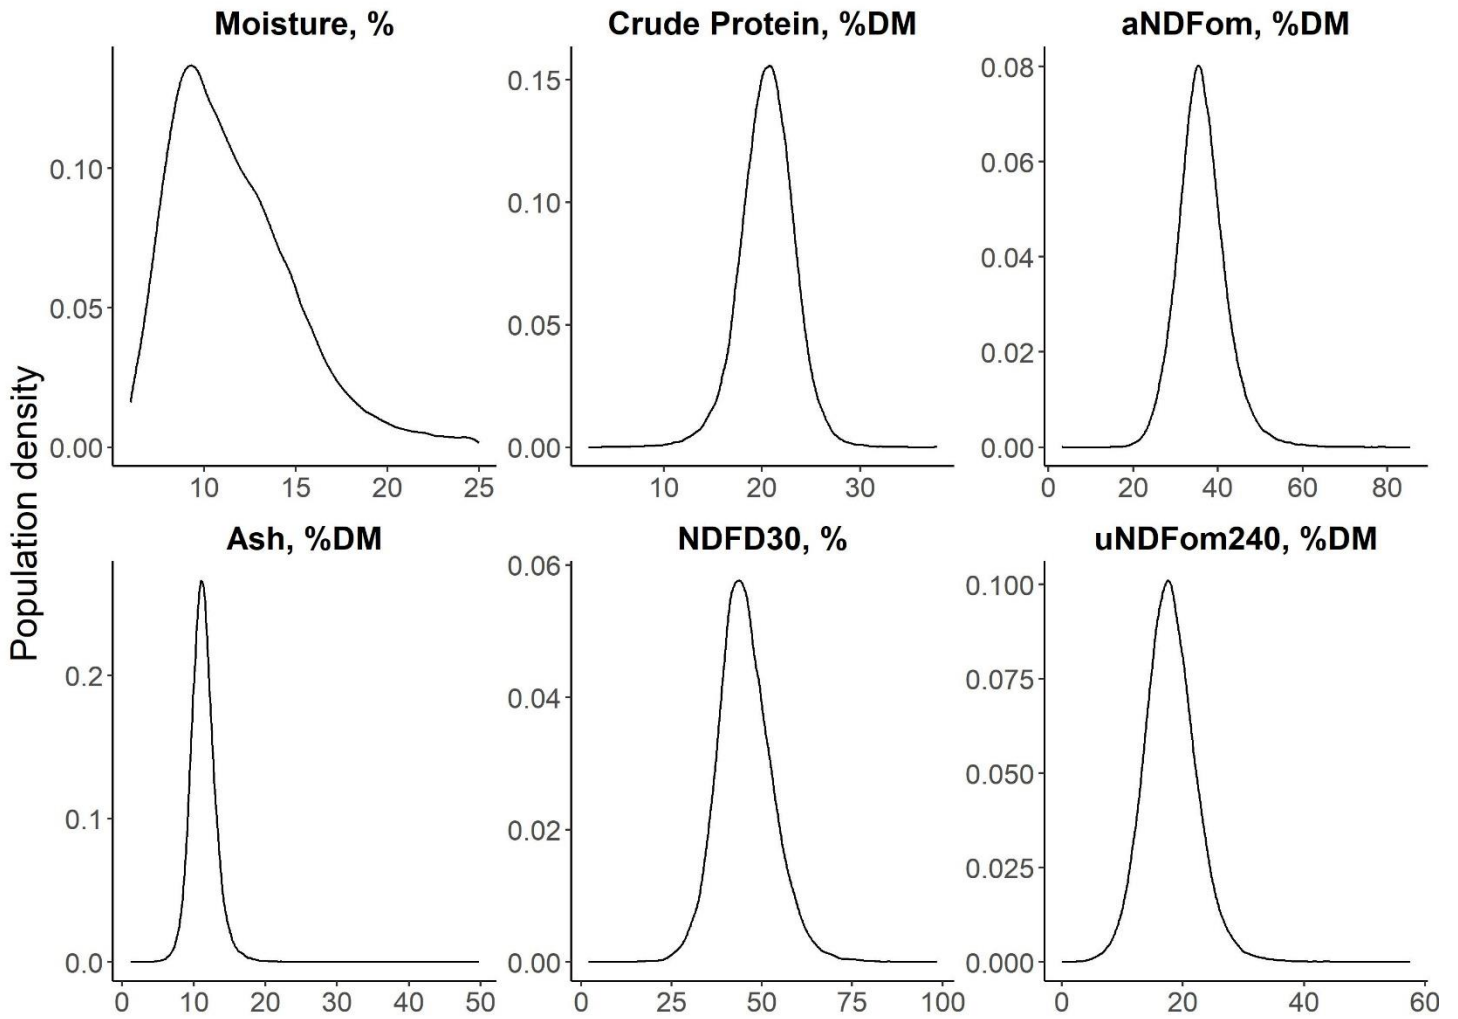 Population density
Moisture, %
0.10
0.05
0.00
10 15 20 25
Crude Protein, %DM
0.15
0.10
0.05
0.00
10 20 30
aNDFom, %DM
0.08
0.06
0.04
0.02
0.00
0 20 40 60 80
Ash, %DM
0.2
0.1
0.0
0 10 20 30 40 50
NDFD30, %
0.06
0.04
0.02
0.00
0 25 50 75 100
uNDFom240, %DM
0.100
0.075
0.050
0.025
0.000
0 20 40 60